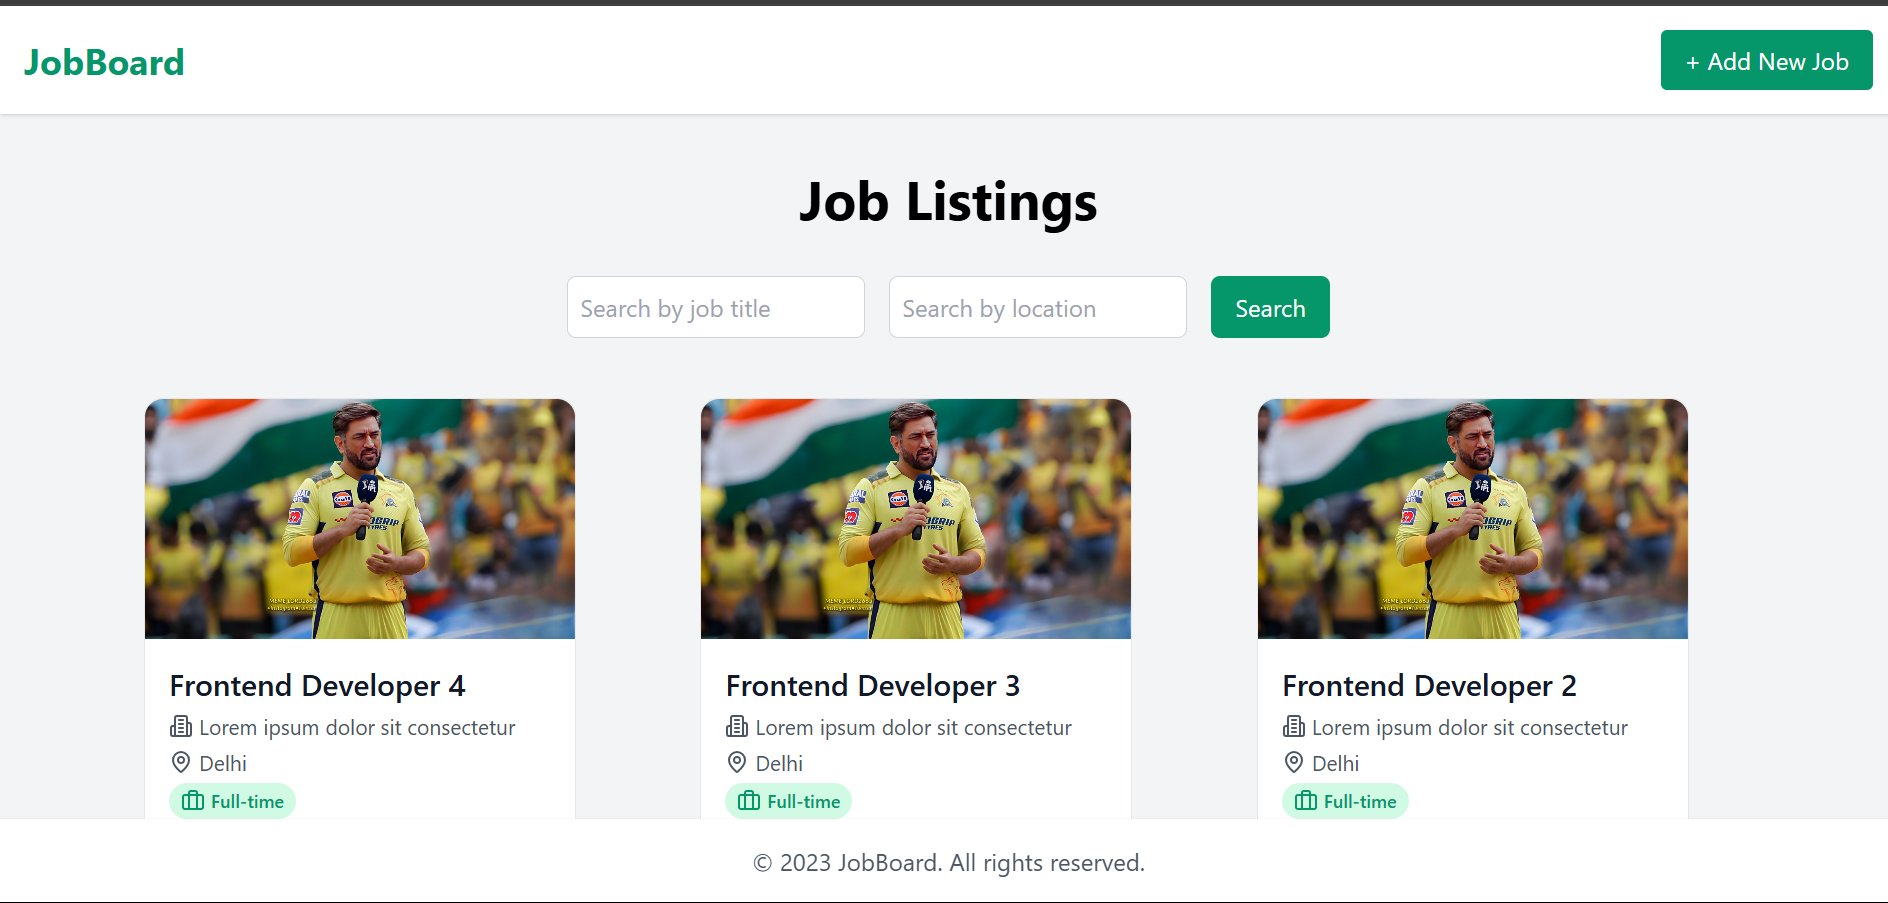 JobBoard
+ Add New Job
Job Listings
Search by job title
Search by location
Search
Frontend Developer 4
Lorem ipsum dolor sit consectetur
Delhi
Full-time
Frontend Developer 3
Lorem ipsum dolor sit consectetur
Delhi
Full-time
Frontend Developer 2
Lorem ipsum dolor sit consectetur
Delhi
Full-time
© 2023 JobBoard. All rights reserved.